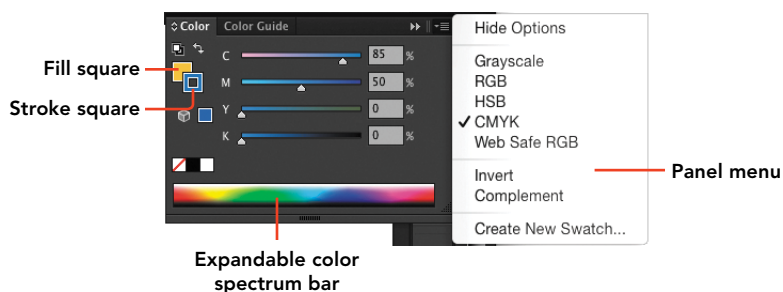 Color Color Guide
Fill square
Stroke square
C 85 %
M 50 %
Y 0 %
K 0 %
Expandable color
spectrum bar
Hide Options
Grayscale
RGB
HSB
✓ CMYK
Web Safe RGB
Invert
Complement
Create New Swatch...
Panel menu